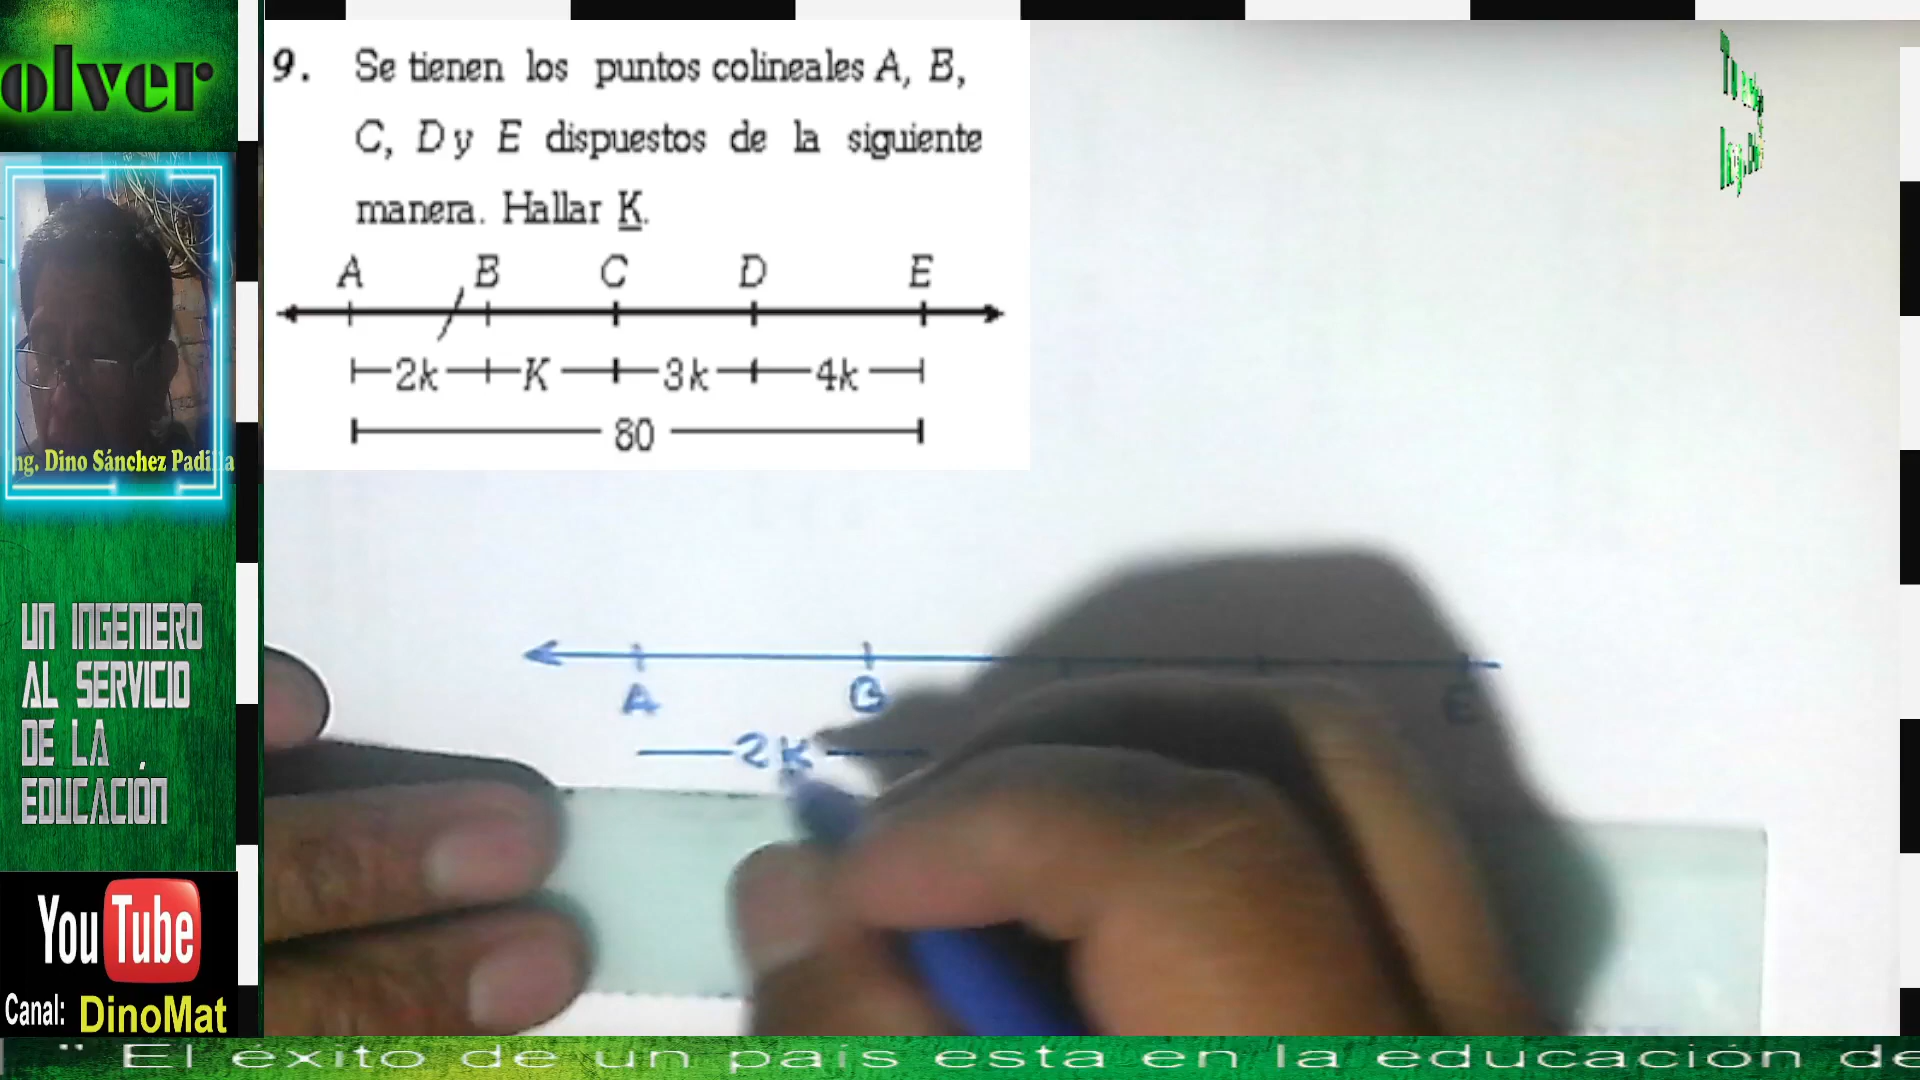 olver
9. Se tienen los puntos colineales A, B,
C, D y E dispuestos de la siguiente
manera. Hallar K.
A B C D E
2k K 3k 4k
80
ng. Dino Sánchez Padilla
UN INGENIERO
AL SERVICIO
DE LA
EDUCACIÓN
YouTube
Canal: DinoMat
A B E
2k
" El éxito de un país esta en la educación de